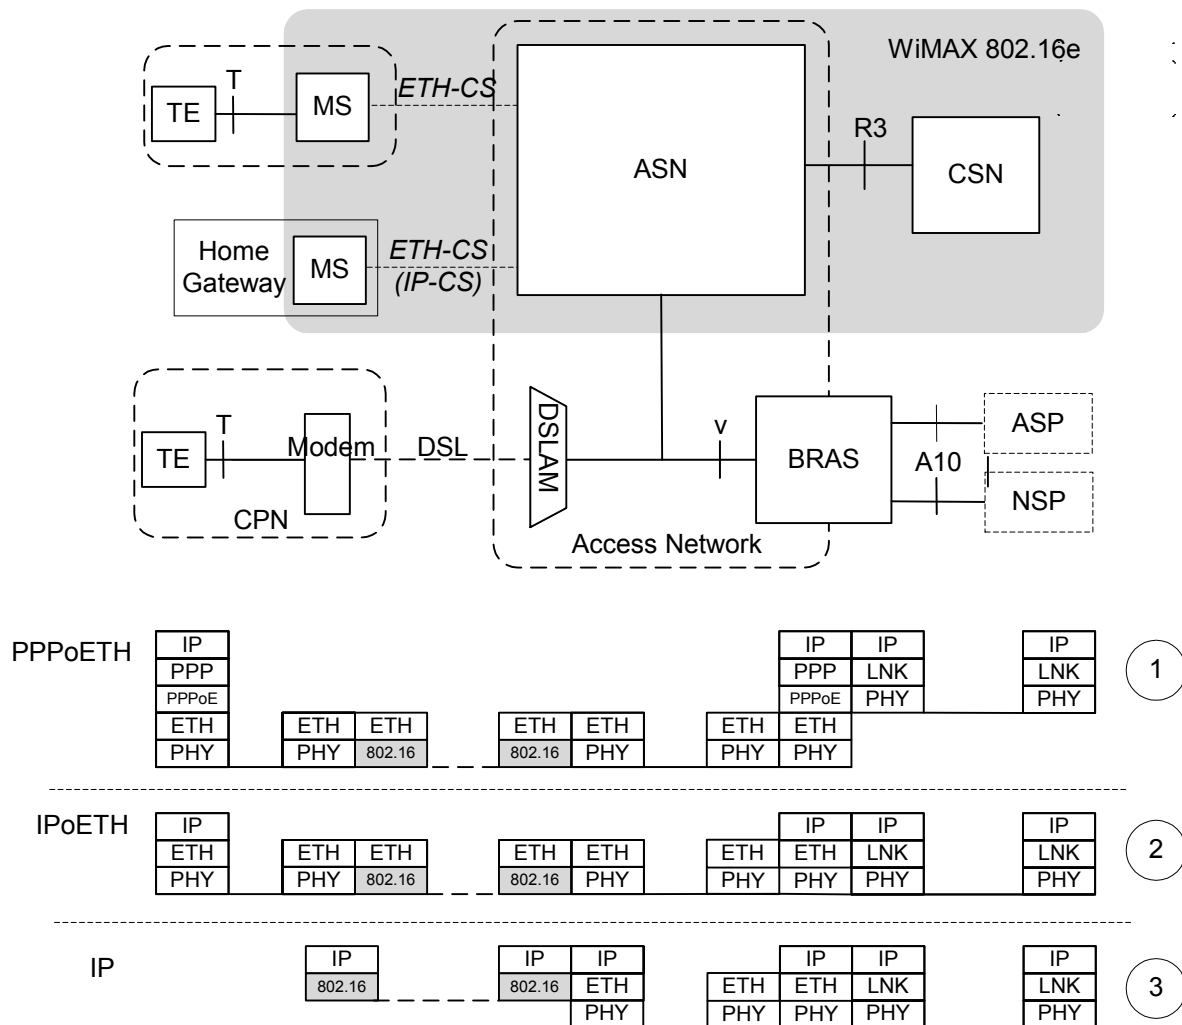 WiMAX 802.16e
T
TE
MS
ETH-CS
ASN
R3
CSN
Home
Gateway
MS
ETH-CS
(IP-CS)
T
TE
Modem
CPN
DSL
DSLAM
v
BRAS
A10
ASP
NSP
Access Network
PPPoETH
IP IP IP IP
PPP PPP LNK LNK
PPPoE PPPoE PHY PHY
1
ETH ETH ETH ETH ETH ETH ETH
PHY PHY 802.16 802.16 PHY PHY PHY
IPoETH
IP IP IP IP
ETH ETH ETH ETH ETH ETH ETH LNK LNK
PHY PHY 802.16 802.16 PHY PHY PHY PHY PHY
2
IP
IP IP IP IP IP IP
802.16 802.16 ETH ETH ETH LNK LNK
PHY PHY PHY PHY PHY
3